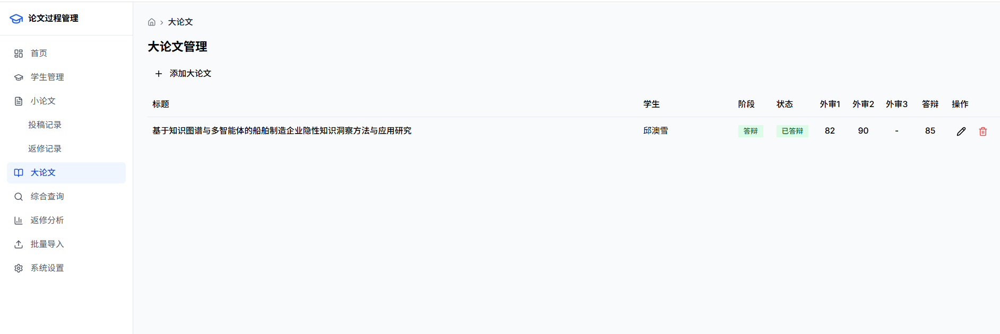 论文过程管理
首页
学生管理
小论文
投稿记录
返修记录
大论文
综合查询
返修分析
批量导入
系统设置
大论文
大论文管理
添加大论文
标题 学生 阶段 状态 外审1 外审2 外审3 答辩 操作
基于知识图谱与多智能体的船舶制造企业隐性知识洞察方法与应用研究 邱澳雪 答辩 已答辩 82 90 - 85